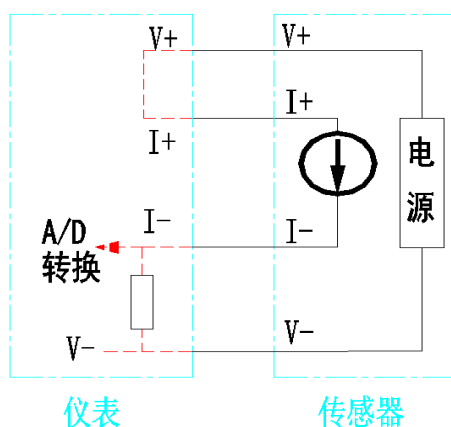 V+ V+
I+
I+
电
源
I- I-
A/D
转换
V- V-
仪表 传感器